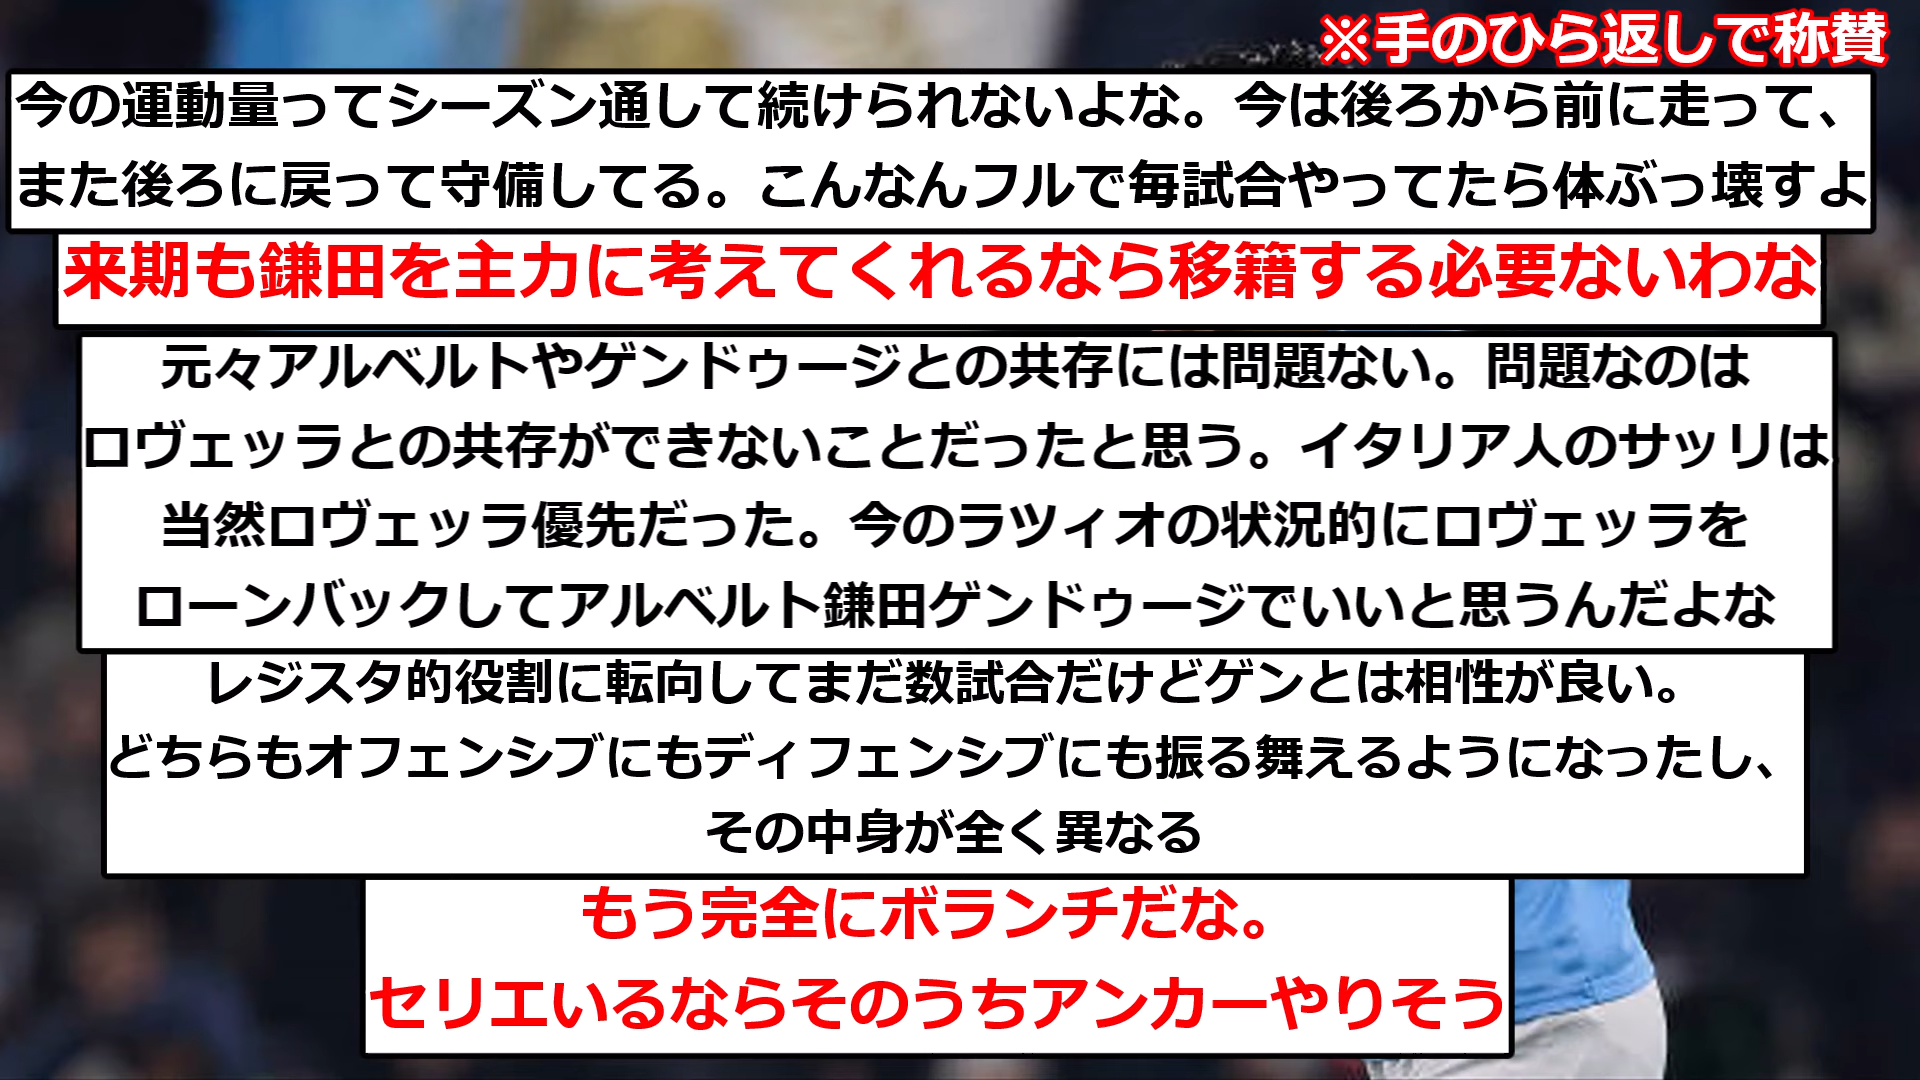 ※手のひら返しで称賛
今の運動量ってシーズン通して続けられないよな。今は後ろから前に走って、
また後ろに戻って守備してる。こんなんフルで毎試合やってたら体ぶっ壊すよ
来期も鎌田を主力に考えてくれるなら移籍する必要ないわな
元々アルベルトやゲンドゥージとの共存には問題ない。問題なのは
ロヴェッラとの共存ができないことだったと思う。イタリア人のサッリは
当然ロヴェッラ優先だった。今のラツィオの状況的にロヴェッラを
ローンバックしてアルベルト鎌田ゲンドゥージでいいと思うんだよな
レジスタ的役割に転向してまだ数試合だけどゲンとは相性が良い。
どちらもオフェンシブにもディフェンシブにも振る舞えるようになったし、
その中身が全く異なる
もう完全にボランチだな。
セリエいるならそのうちアンカーやりそう